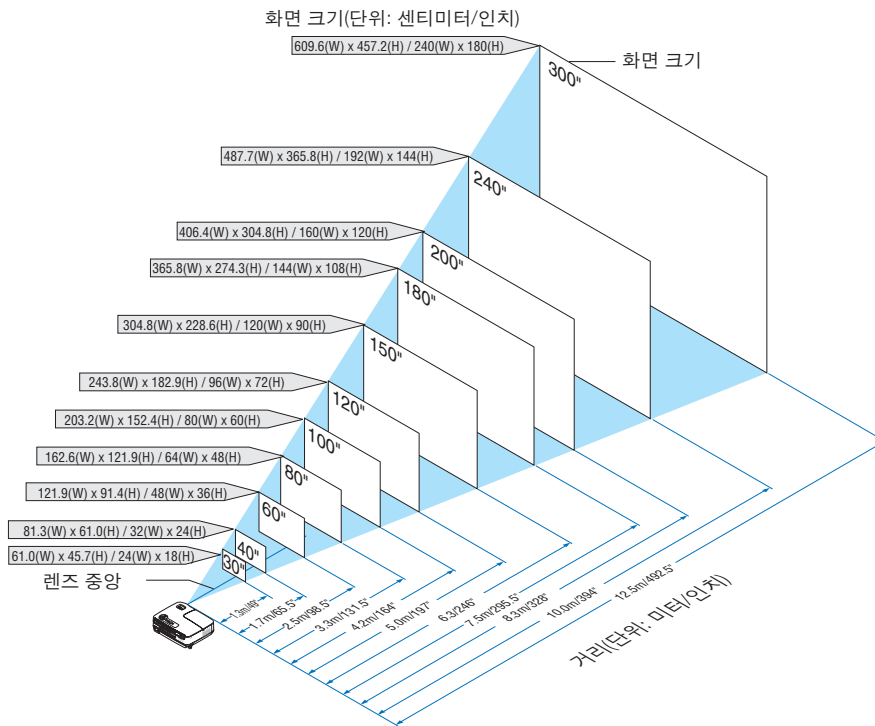 화면 크기(단위: 센티미터/인치)
609.6(W) x 457.2(H) / 240(W) x 180(H)
화면 크기
300"
487.7(W) x 365.8(H) / 192(W) x 144(H)
240"
406.4(W) x 304.8(H) / 160(W) x 120(H)
200"
365.8(W) x 274.3(H) / 144(W) x 108(H)
180"
304.8(W) x 228.6(H) / 120(W) x 90(H)
150"
243.8(W) x 182.9(H) / 96(W) x 72(H)
120"
203.2(W) x 152.4(H) / 80(W) x 60(H)
100"
162.6(W) x 121.9(H) / 64(W) x 48(H)
80"
121.9(W) x 91.4(H) / 48(W) x 36(H)
60"
81.3(W) x 61.0(H) / 32(W) x 24(H)
40"
61.0(W) x 45.7(H) / 24(W) x 18(H)
30"
렌즈 중앙
1.3m/49"
1.7m/65.5"
2.5m/98.5"
3.3m/131.5"
4.2m/164"
5.0m/197"
6.3/246"
7.5m/295.5"
8.3m/328"
10.0m/394"
12.5m/492.5"
거리(단위: 미터/인치)